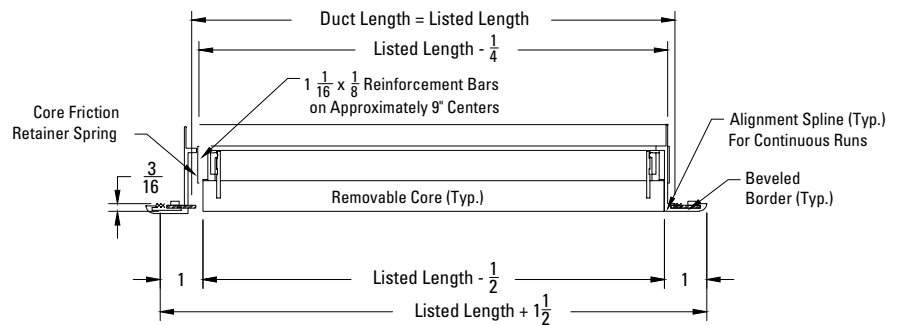 Duct Length = Listed Length
Listed Length - 1/4
1 1/16 x 1/8 Reinforcement Bars
on Approximately 9" Centers
Core Friction
Retainer Spring
Alignment Spline (Typ.)
For Continuous Runs
3/16
Beveled
Border (Typ.)
Removable Core (Typ.)
1
Listed Length - 1/2
1
Listed Length + 1 1/2